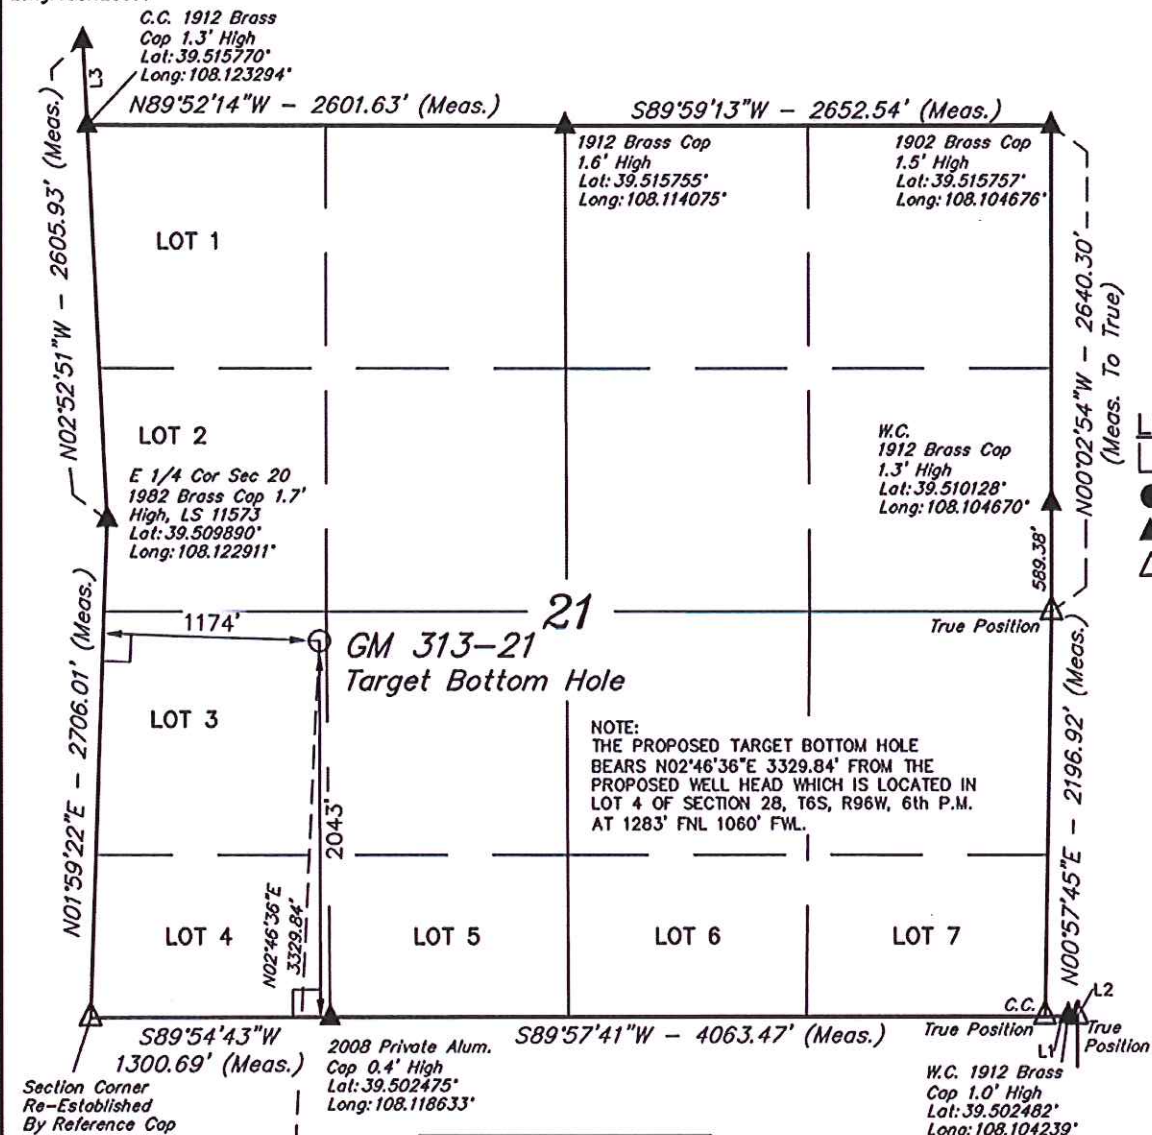 C.C. 1912 Brass
Cap 1.3' High
Lat: 39.515770°
Long: 108.123294°
L3
N89°52'14"W - 2601.63' (Meas.)
S89°59'13"W - 2652.54' (Meas.)
1912 Brass Cap
1.6' High
Lat: 39.515755°
Long: 108.114075°
1902 Brass Cap
1.5' High
Lat: 39.515757°
Long: 108.104676°
N02°52'51"W - 2605.93' (Meas.)
LOT 1
N00°02'54"W - 2640.30'
(Meas. To True)
LOT 2
E 1/4 Cor Sec 20
1982 Brass Cap 1.7'
High, LS 11573
Lat: 39.509890°
Long: 108.122911°
W.C.
1912 Brass Cap
1.3' High
Lat: 39.510128°
Long: 108.104670°
589.38'
21
True Position
1174'
GM 313-21
Target Bottom Hole
N01°59'22"E - 2706.01' (Meas.)
LOT 3
NOTE:
THE PROPOSED TARGET BOTTOM HOLE
BEARS N02°46'36"E 3329.84' FROM THE
PROPOSED WELL HEAD WHICH IS LOCATED IN
LOT 4 OF SECTION 28, T6S, R96W, 6th P.M.
AT 1283' FNL 1060' FWL.
2043'
N00°57'45"E - 2196.92' (Meas.)
N02°46'36"E
3329.84'
LOT 4
LOT 5
LOT 6
LOT 7
C.C.
True Position
L2
L1
True
Position
S89°54'43"W
1300.69' (Meas.)
S89°57'41"W - 4063.47' (Meas.)
2008 Private Alum.
Cap 0.4' High
Lat: 39.502475°
Long: 108.118633°
Section Corner
Re-Established
By Reference Cap
W.C. 1912 Brass
Cap 1.0' High
Lat: 39.502482°
Long: 108.104239°